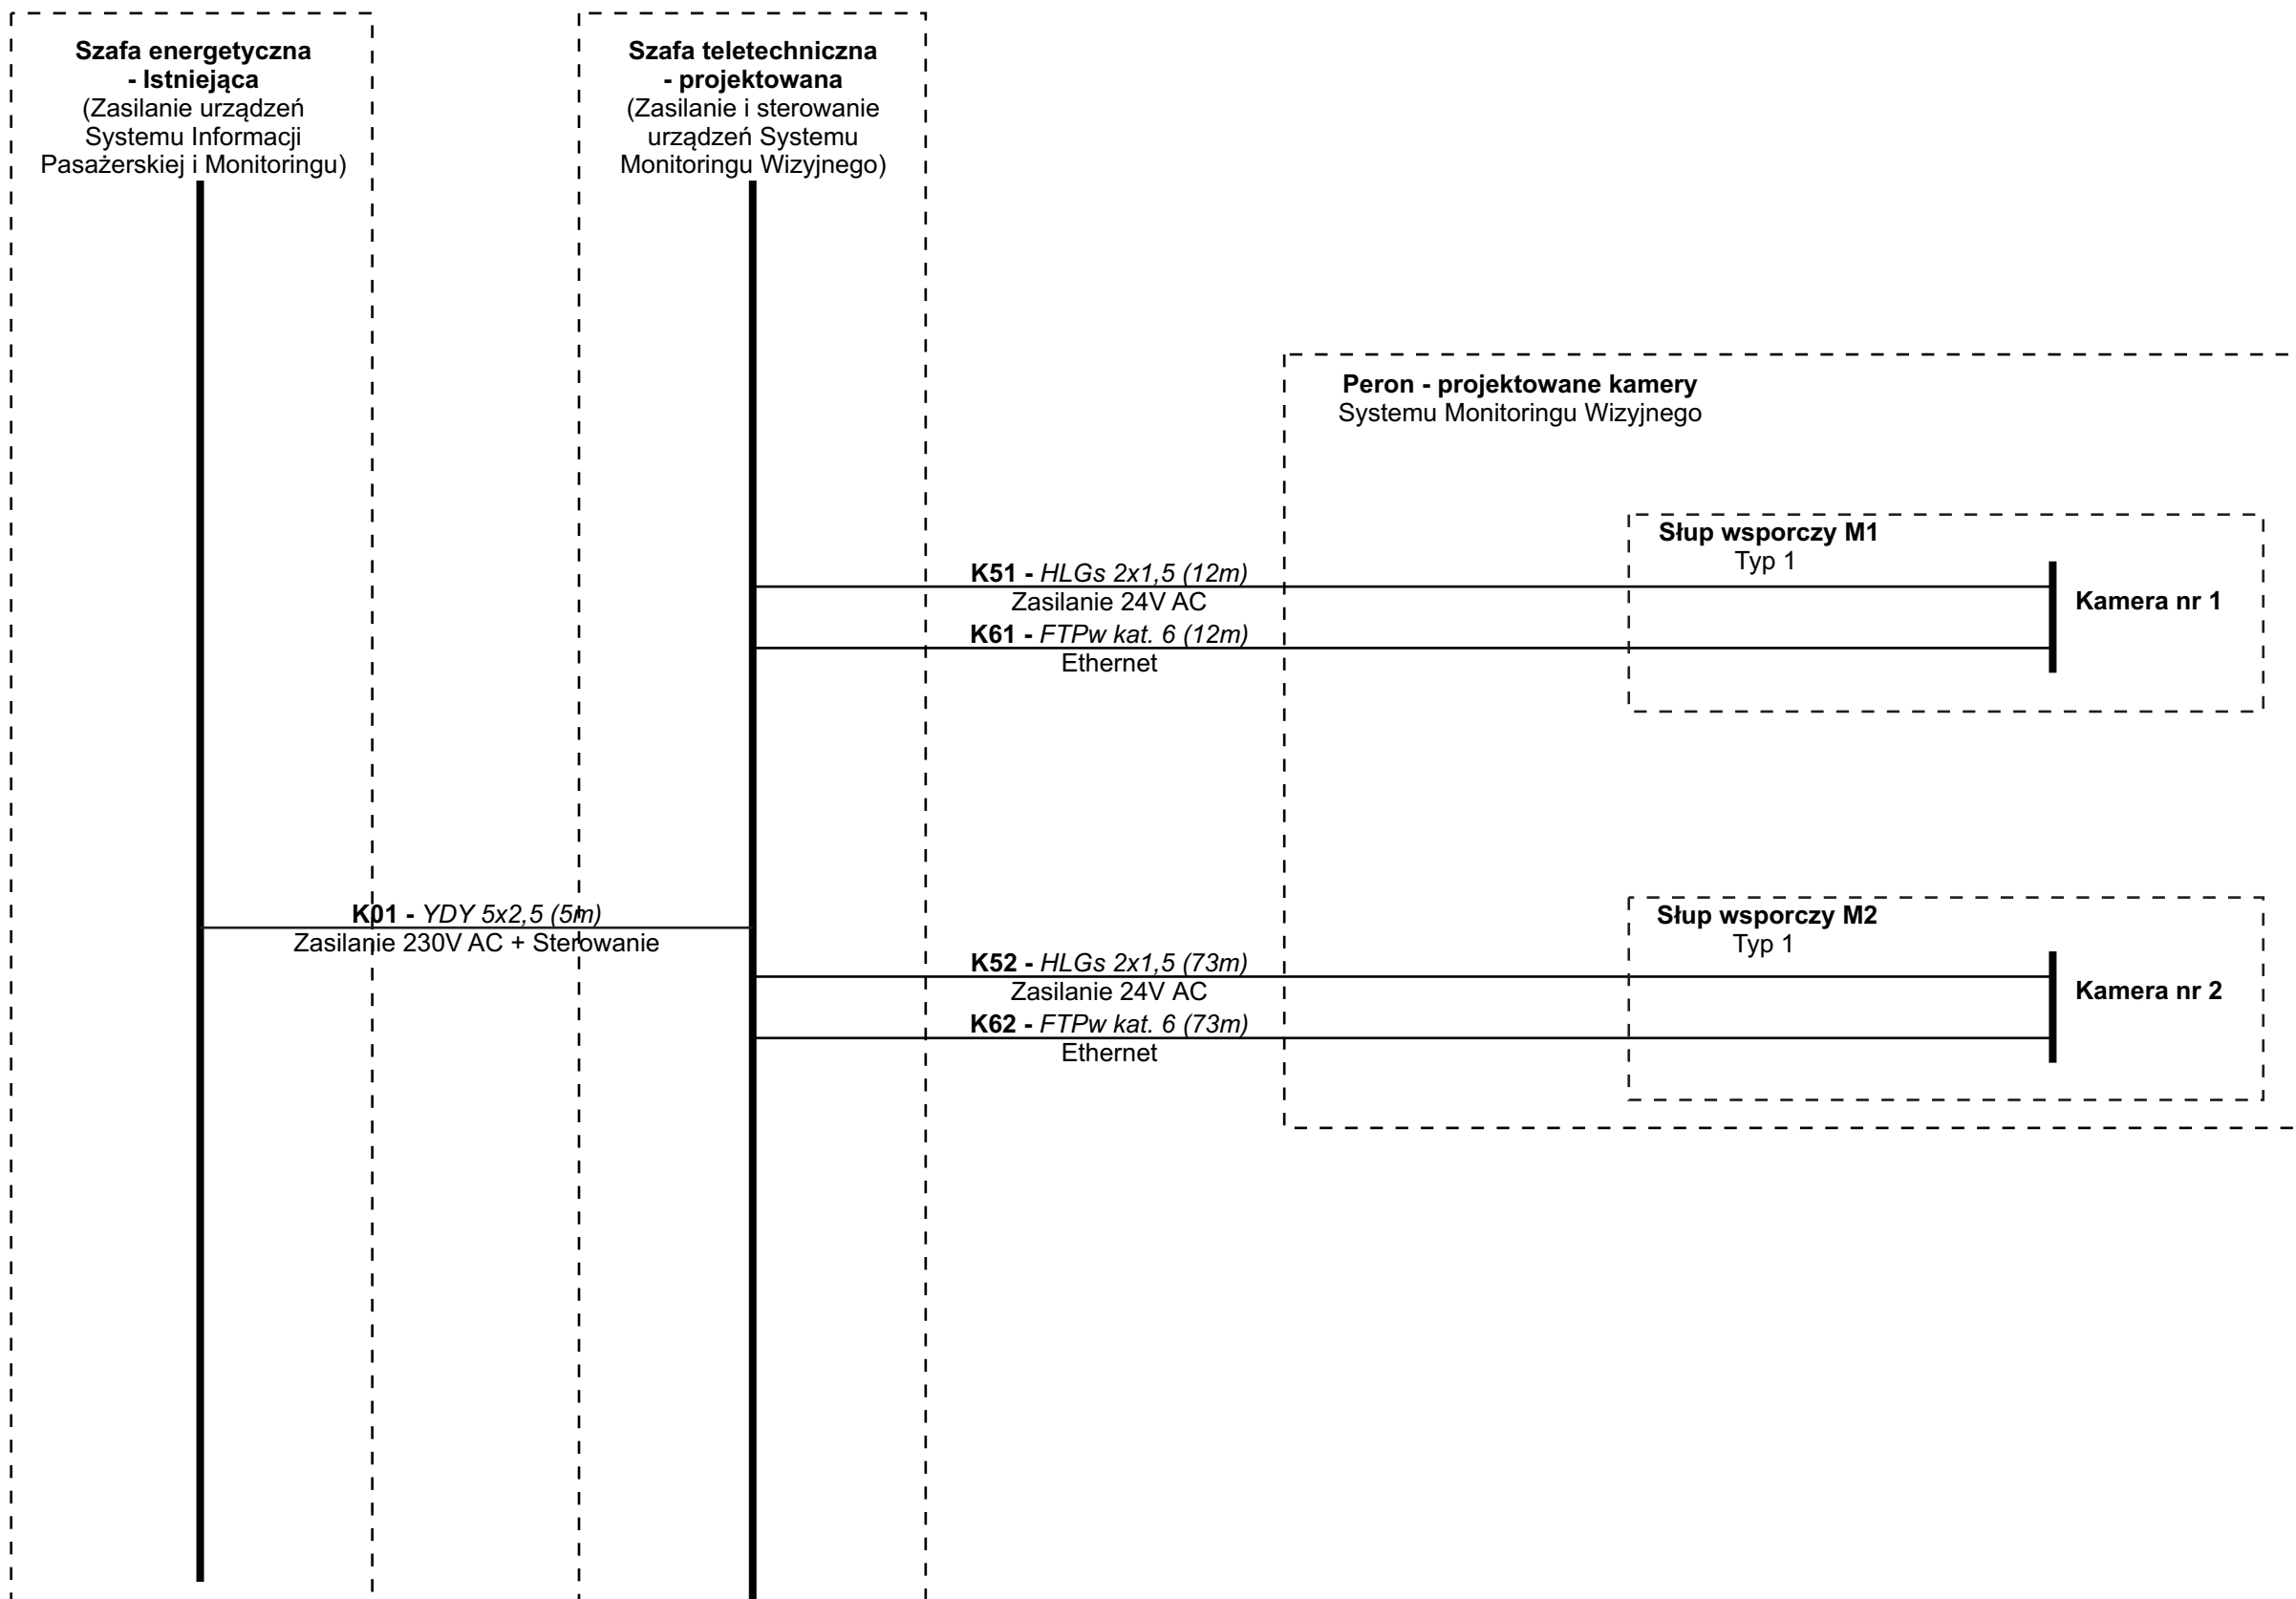 Szafa energetyczna
- Istniejąca
(Zasilanie urządzeń
Systemu Informacji
Pasażerskiej i Monitoringu)
Szafa teletechniczna
- projektowana
(Zasilanie i sterowanie
urządzeń Systemu
Monitoringu Wizyjnego)
Peron - projektowane kamery
Systemu Monitoringu Wizyjnego
Słup wsporczy M1
Typ 1
K51 - HLGs 2x1,5 (12m)
Zasilanie 24V AC
Kamera nr 1
K61 - FTPw kat. 6 (12m)
Ethernet
K01 - YDY 5x2,5 (5m)
Zasilanie 230V AC + Sterowanie
Słup wsporczy M2
Typ 1
K52 - HLGs 2x1,5 (73m)
Zasilanie 24V AC
Kamera nr 2
K62 - FTPw kat. 6 (73m)
Ethernet